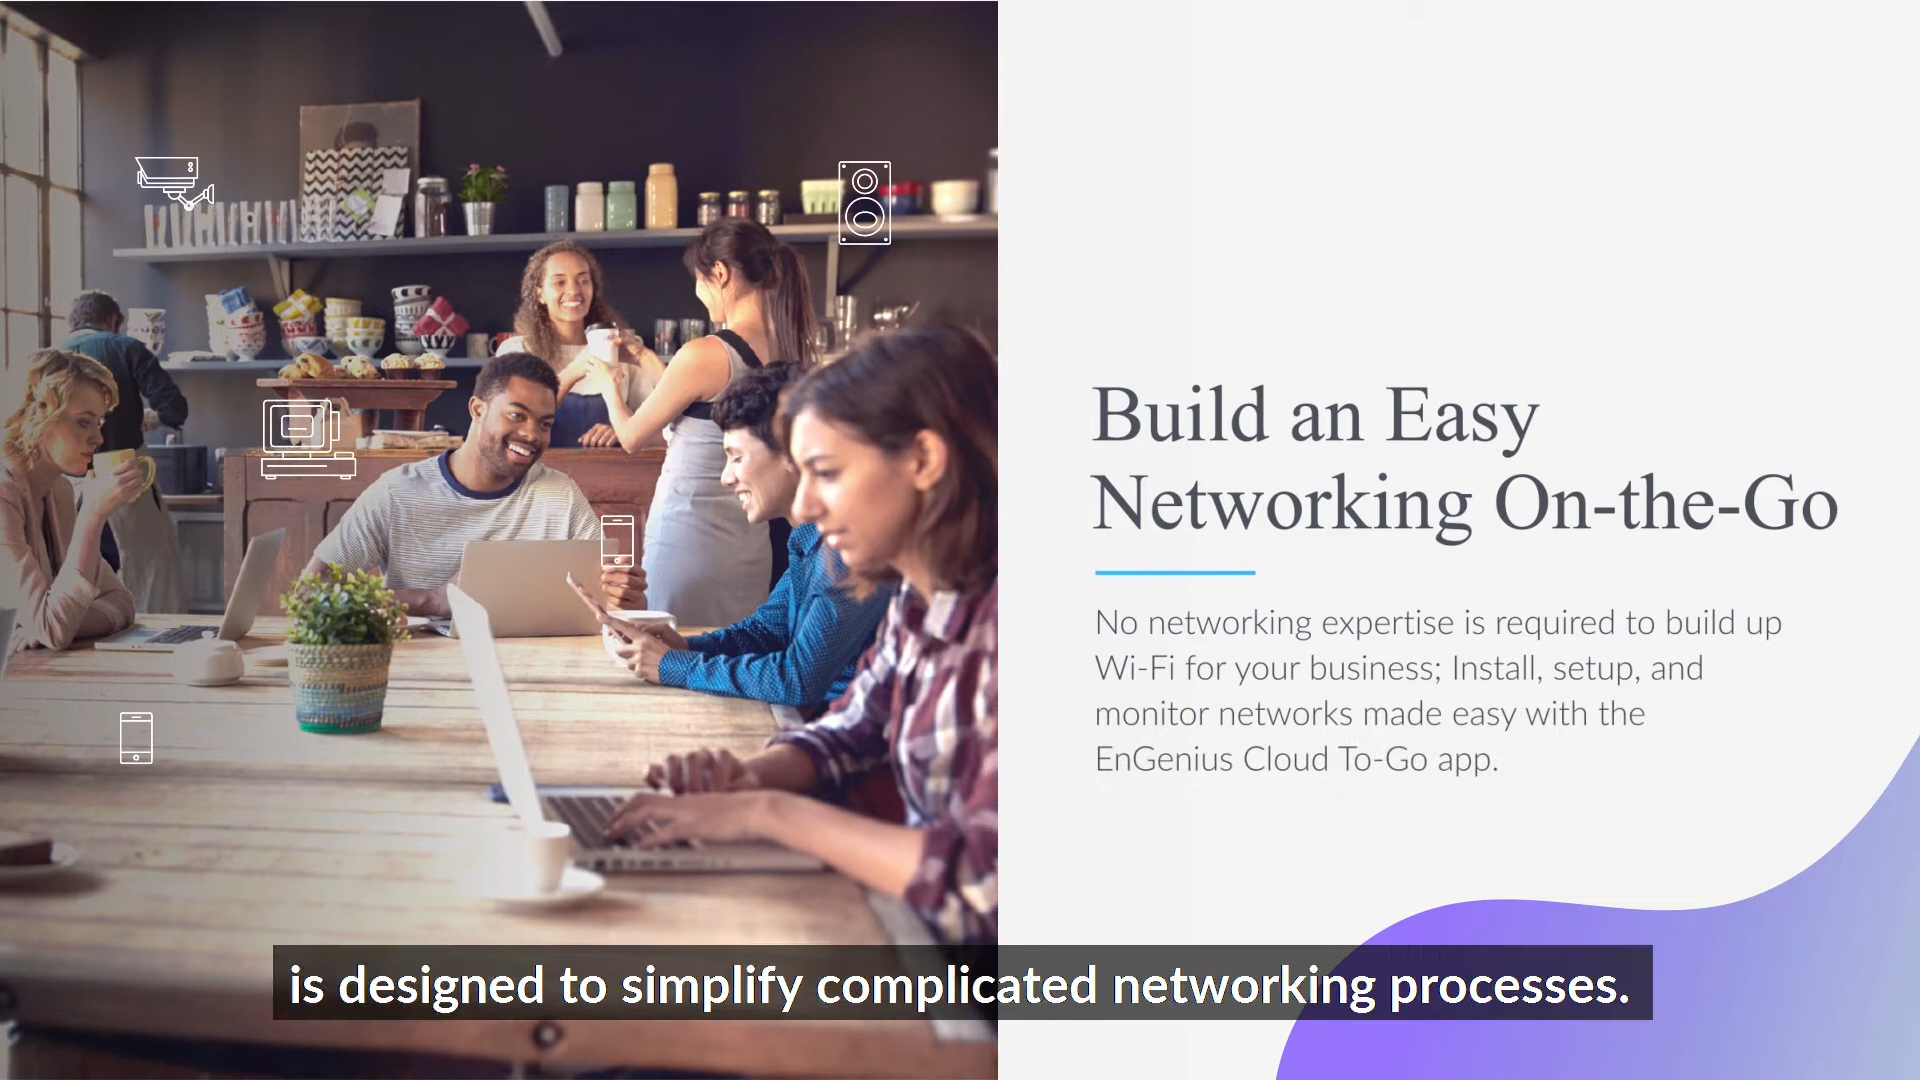 Build an Easy
Networking On-the-Go
No networking expertise is required to build up
Wi-Fi for your business; Install, setup, and
monitor networks made easy with the
EnGenius Cloud To-Go app.
is designed to simplify complicated networking processes.